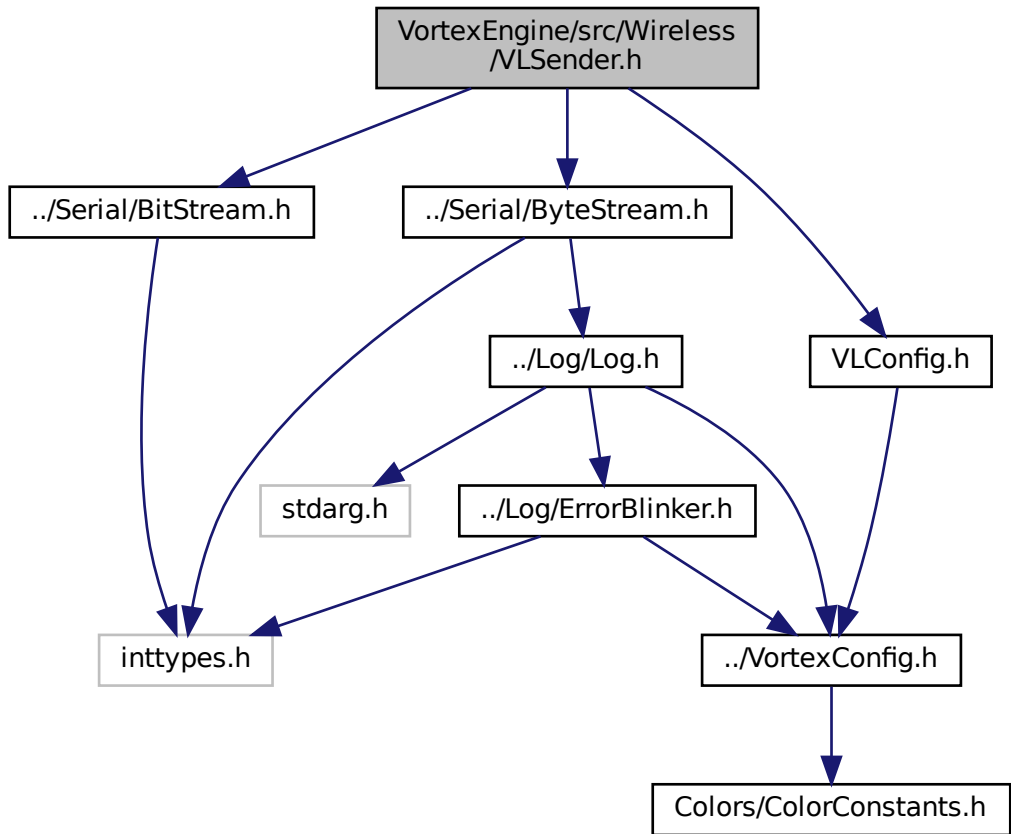 VortexEngine/src/Wireless
/VLSender.h
../Serial/BitStream.h
../Serial/ByteStream.h
../Log/Log.h
VLConfig.h
stdarg.h
../Log/ErrorBlinker.h
inttypes.h
../VortexConfig.h
Colors/ColorConstants.h